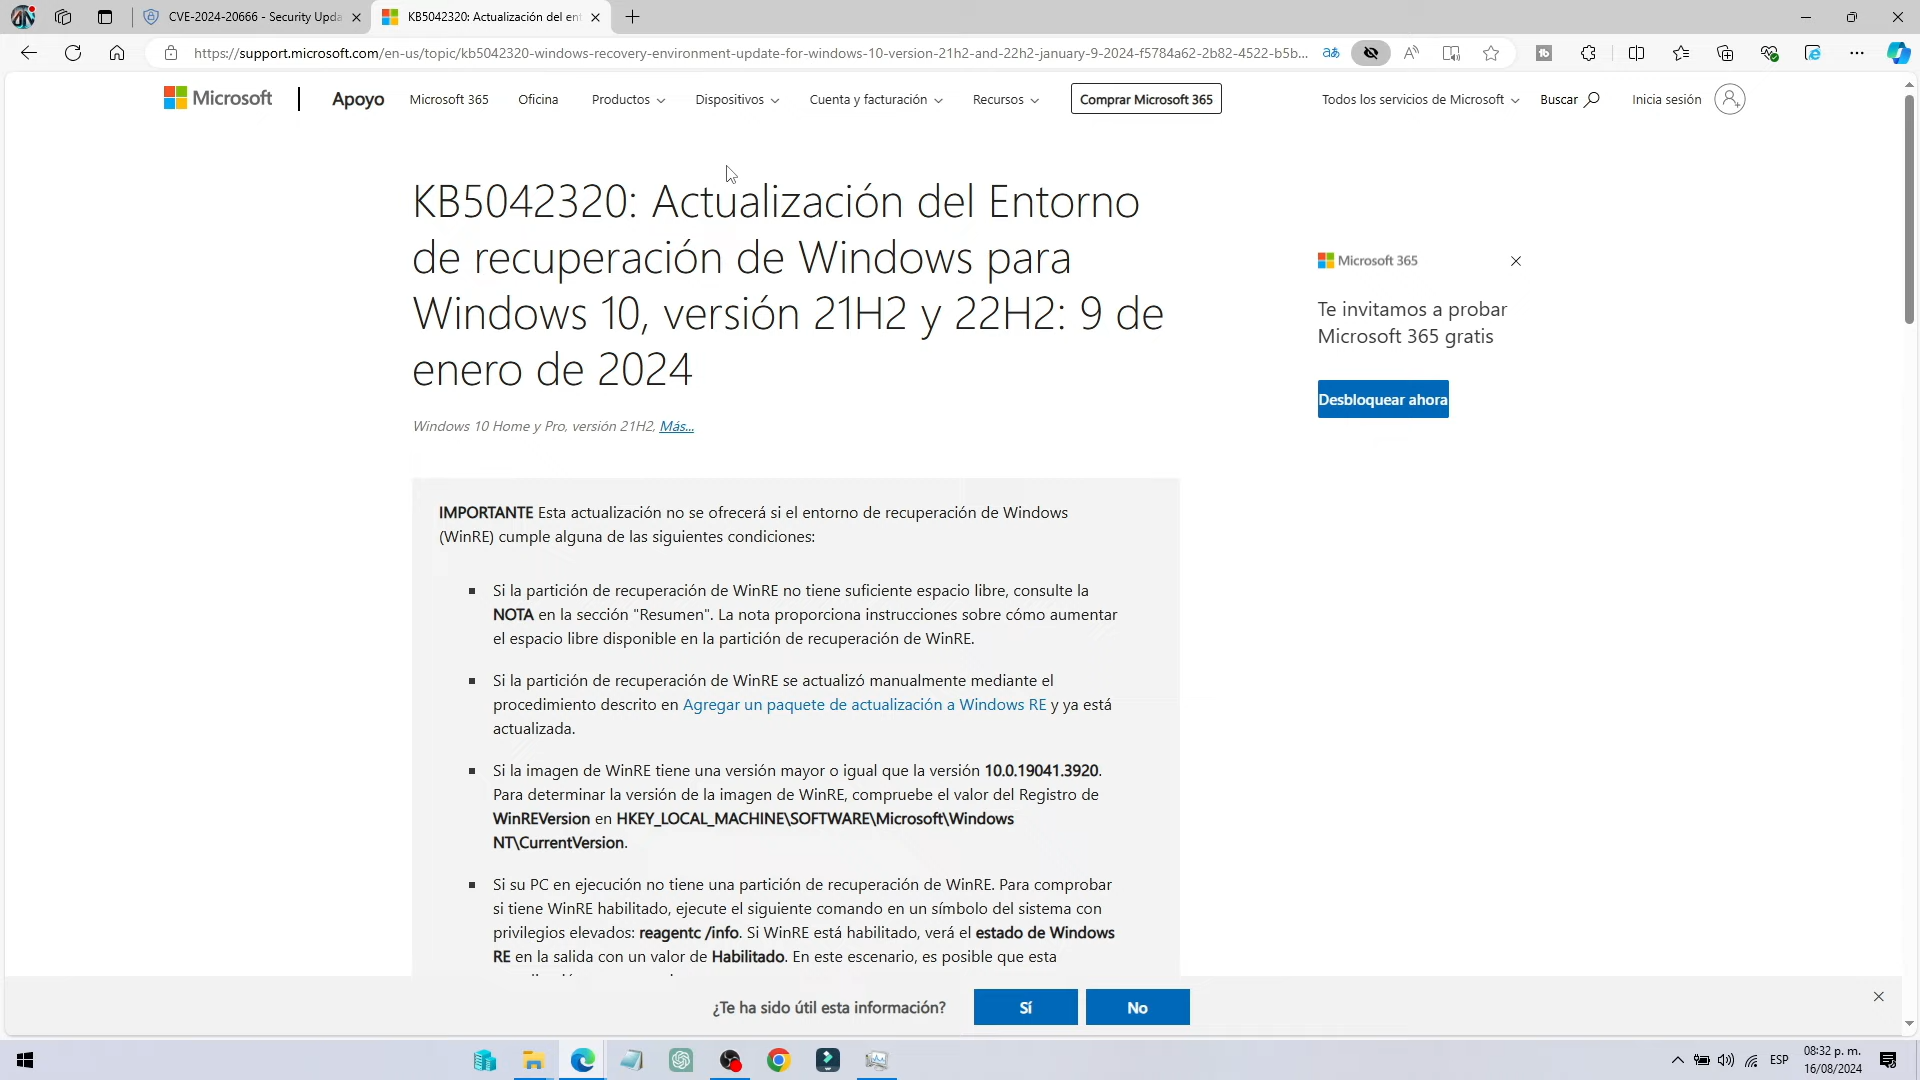 CVE-2024-20666 - Security Upda
KB5042320: Actualización del ent
https://support.microsoft.com/en-us/topic/kb5042320-windows-recovery-environment-update-for-windows-10-version-21h2-and-22h2-january-9-2024-f5784a62-2b82-4522-b5b...
Microsoft
Apoyo
Microsoft 365
Oficina
Productos
Dispositivos
Cuenta y facturación
Recursos
Comprar Microsoft 365
Todos los servicios de Microsoft
Buscar
Inicia sesión
KB5042320: Actualización del Entorno
de recuperación de Windows para
Windows 10, versión 21H2 y 22H2: 9 de
enero de 2024
Windows 10 Home y Pro, versión 21H2, Más...
Microsoft 365
Te invitamos a probar
Microsoft 365 gratis
Desbloquear ahora
IMPORTANTE Esta actualización no se ofrecerá si el entorno de recuperación de Windows
(WinRE) cumple alguna de las siguientes condiciones:
Si la partición de recuperación de WinRE no tiene suficiente espacio libre, consulte la
NOTA en la sección "Resumen". La nota proporciona instrucciones sobre cómo aumentar
el espacio libre disponible en la partición de recuperación de WinRE.
Si la partición de recuperación de WinRE se actualizó manualmente mediante el
procedimiento descrito en Agregar un paquete de actualización a Windows RE y ya está
actualizada.
Si la imagen de WinRE tiene una versión mayor o igual que la versión 10.0.19041.3920.
Para determinar la versión de la imagen de WinRE, compruebe el valor del Registro de
WinREVersion en HKEY_LOCAL_MACHINE\SOFTWARE\Microsoft\Windows
NT\CurrentVersion.
Si su PC en ejecución no tiene una partición de recuperación de WinRE. Para comprobar
si tiene WinRE habilitado, ejecute el siguiente comando en un símbolo del sistema con
privilegios elevados: reagentc /info. Si WinRE está habilitado, verá el estado de Windows
RE en la salida con un valor de Habilitado. En este escenario, es posible que esta
¿Te ha sido útil esta información?
Sí
No
ESP
08:32 p. m.
16/08/2024